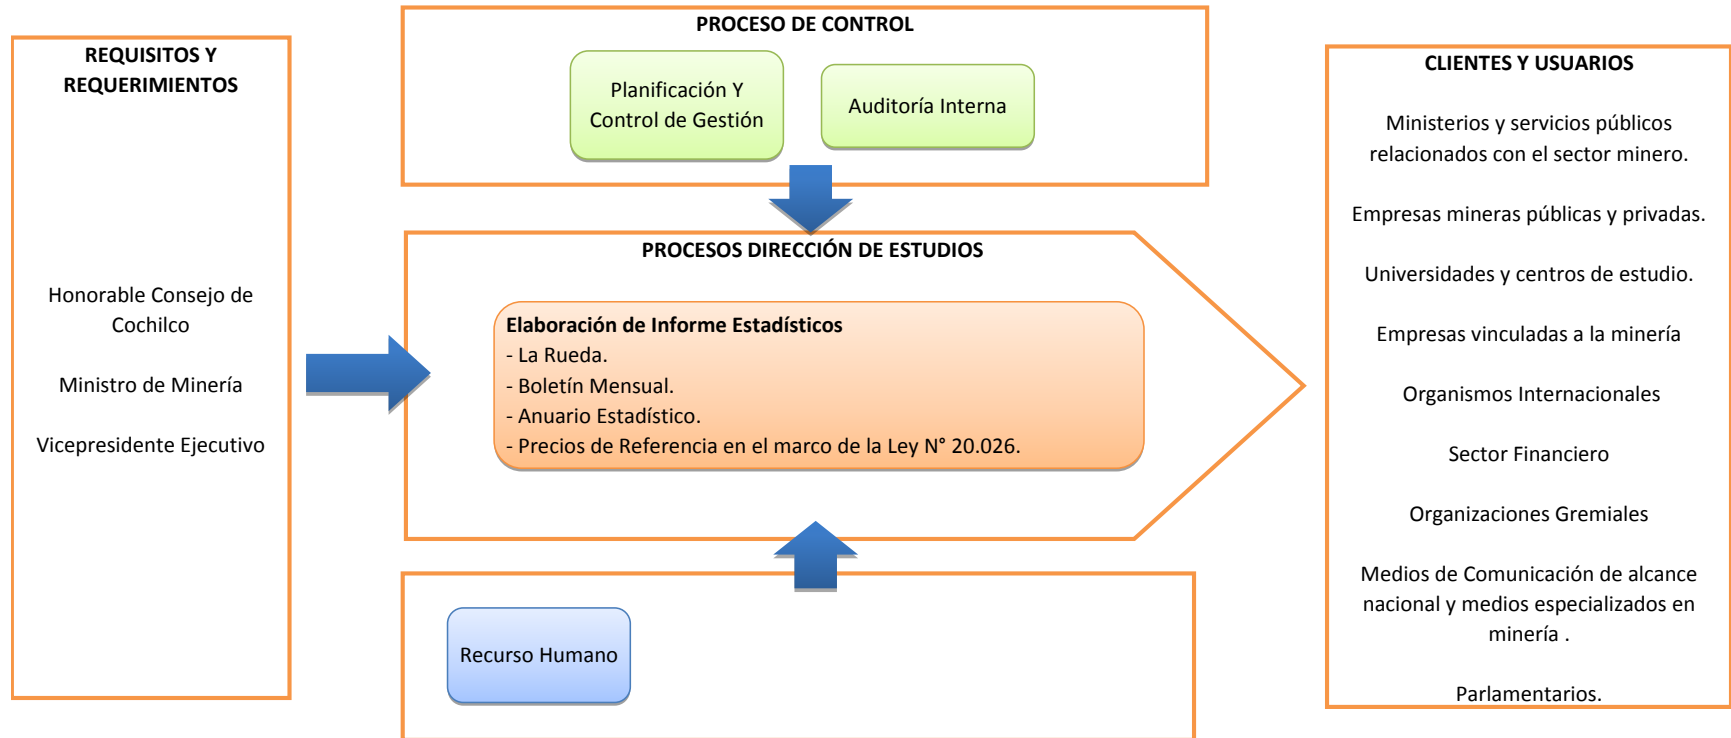 REQUISITOS Y
REQUERIMIENTOS
Honorable Consejo de
Cochilco
Ministro de Minería
Vicepresidente Ejecutivo
PROCESO DE CONTROL
Planificación Y
Control de Gestión
Auditoría Interna
PROCESOS DIRECCIÓN DE ESTUDIOS
Elaboración de Informe Estadísticos
- La Rueda.
- Boletín Mensual.
- Anuario Estadístico.
- Precios de Referencia en el marco de la Ley N° 20.026.
Recurso Humano
CLIENTES Y USUARIOS
Ministerios y servicios públicos
relacionados con el sector minero.
Empresas mineras públicas y privadas.
Universidades y centros de estudio.
Empresas vinculadas a la minería
Organismos Internacionales
Sector Financiero
Organizaciones Gremiales
Medios de Comunicación de alcance
nacional y medios especializados en
minería .
Parlamentarios.